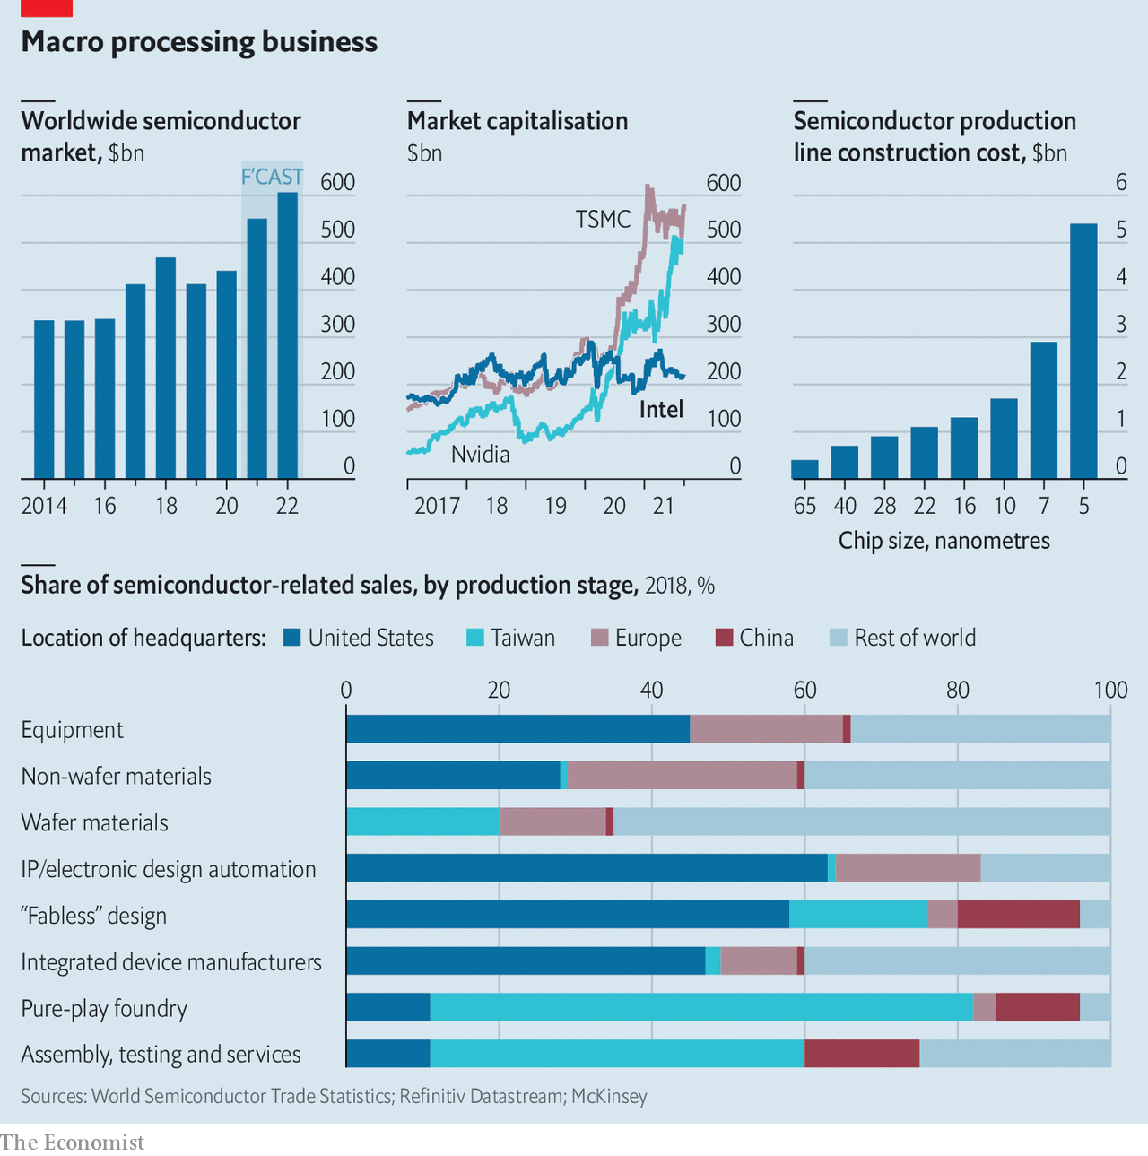 Macro processing business
Worldwide semiconductor
market, $bn
F'CAST
600
500
400
300
200
100
0
2014
16
18
20
22
Market capitalisation
$bn
TSMC
Intel
Nvidia
600
500
400
300
200
100
0
2017
18
19
20
21
Semiconductor production
line construction cost, $bn
6
5
4
3
2
1
0
65
40
28
22
16
10
7
5
Chip size, nanometres
Share of semiconductor-related sales, by production stage, 2018, %
Location of headquarters: United States Taiwan Europe China Rest of world
0 20 40 60 80 100
Equipment
Non-wafer materials
Wafer materials
IP/electronic design automation
“Fabless” design
Integrated device manufacturers
Pure-play foundry
Assembly, testing and services
Sources: World Semiconductor Trade Statistics; Refinitiv Datastream; McKinsey
The Economist